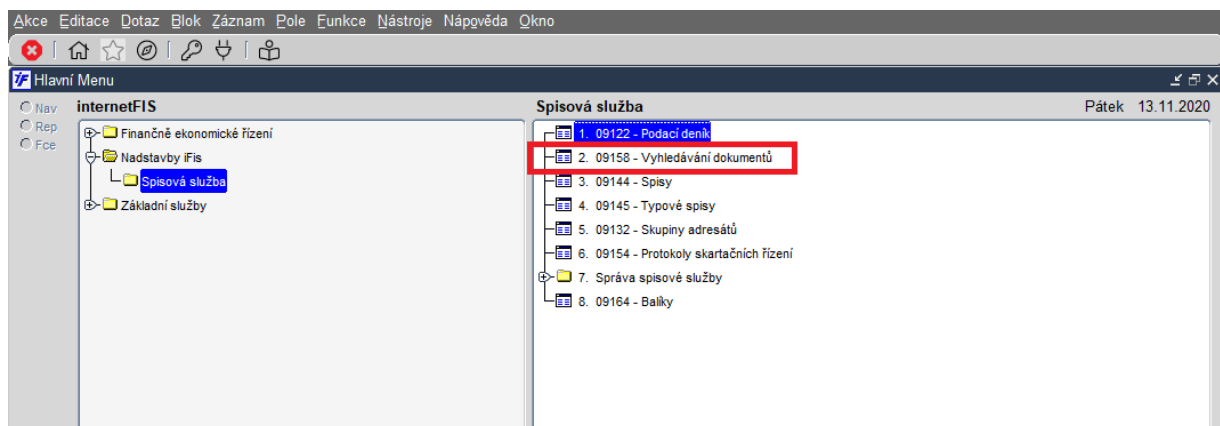 Akce Editace Dotaz Blok Záznam Pole Funkce Nástroje Nápověda Okno
Hlavní Menu
Nav
Rep
Fce
internetFIS
Finančně ekonomické řízení
Nadstavby iFis
Spisová služba
Základní služby
Spisová služba Pátek 13.11.2020
1. 09122 - Podací deník
2. 09158 - Vyhledávání dokumentů
3. 09144 - Spisy
4. 09145 - Typové spisy
5. 09132 - Skupiny adresátů
6. 09154 - Protokoly skartačních řízení
7. Správa spisové služby
8. 09164 - Balíky